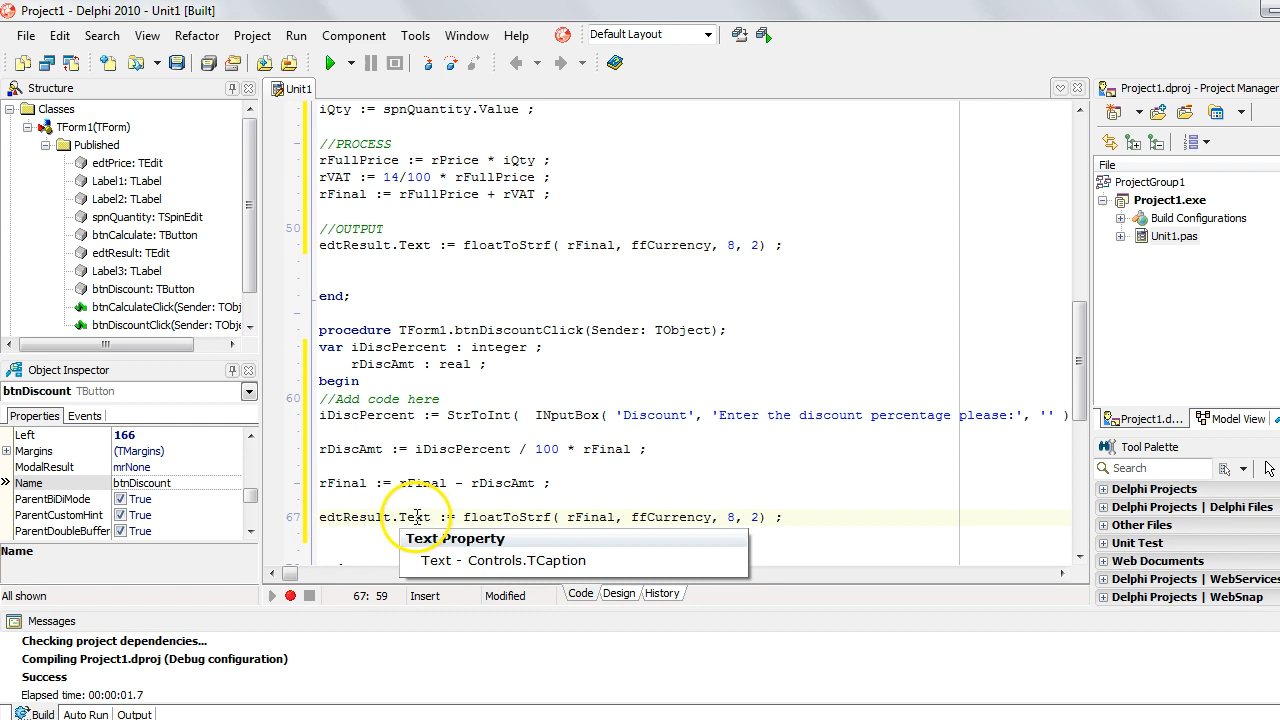 Project1 - Delphi 2010 - Unit1 [Built]
File Edit Search View Refactor Project Run Component Tools Window Help Default Layout
Structure
Classes
TForm1(TForm)
Published
edtPrice: TEdit
Label1: TLabel
Label2: TLabel
spnQuantity: TSpinEdit
btnCalculate: TButton
edtResult: TEdit
Label3: TLabel
btnDiscount: TButton
btnCalculateClick(Sender: TObject
btnDiscountClick(Sender: TObje
Object Inspector
btnDiscount TButton
Properties Events
Left 166
(TMargins) (TMargins)
ModalResult mrNone
Name btnDiscount
ParentBiDiMode True
ParentCustomHint True
ParentDoubleBuffer True
Name
All shown
Unit1
iQty := spnQuantity.Value ;
//PROCESS
rFullPrice := rPrice * iQty ;
rVAT := 14/100 * rFullPrice ;
rFinal := rFullPrice + rVAT ;
50 //OUTPUT
edtResult.Text := floatToStrf( rFinal, ffCurrency, 8, 2) ;
end;
procedure TForm1.btnDiscountClick(Sender: TObject);
var iDiscPercent : integer ;
rDiscAmt : real ;
begin
60 //Add code here
iDiscPercent := StrToInt( INputBox( 'Discount', 'Enter the discount percentage please:', '' )
rDiscAmt := iDiscPercent / 100 * rFinal ;
rFinal := rFinal - rDiscAmt ;
67 edtResult.Text := floatToStrf( rFinal, ffCurrency, 8, 2) ;
Text Property
Text - Controls.TCaption
67: 59 Insert Modified Code Design History
Project1.dproj - Project Manager
File
ProjectGroup1
Project1.exe
Build Configurations
Unit1.pas
Project1.d... Model View
Tool Palette
Search
Delphi Projects
Delphi Projects | Delphi Files
Other Files
Unit Test
Web Documents
Delphi Projects | WebServices
Delphi Projects | WebSnap
Messages
Checking project dependencies...
Compiling Project1.dproj (Debug configuration)
Success
Elapsed time: 00:00:01.7
Build Auto Run Output